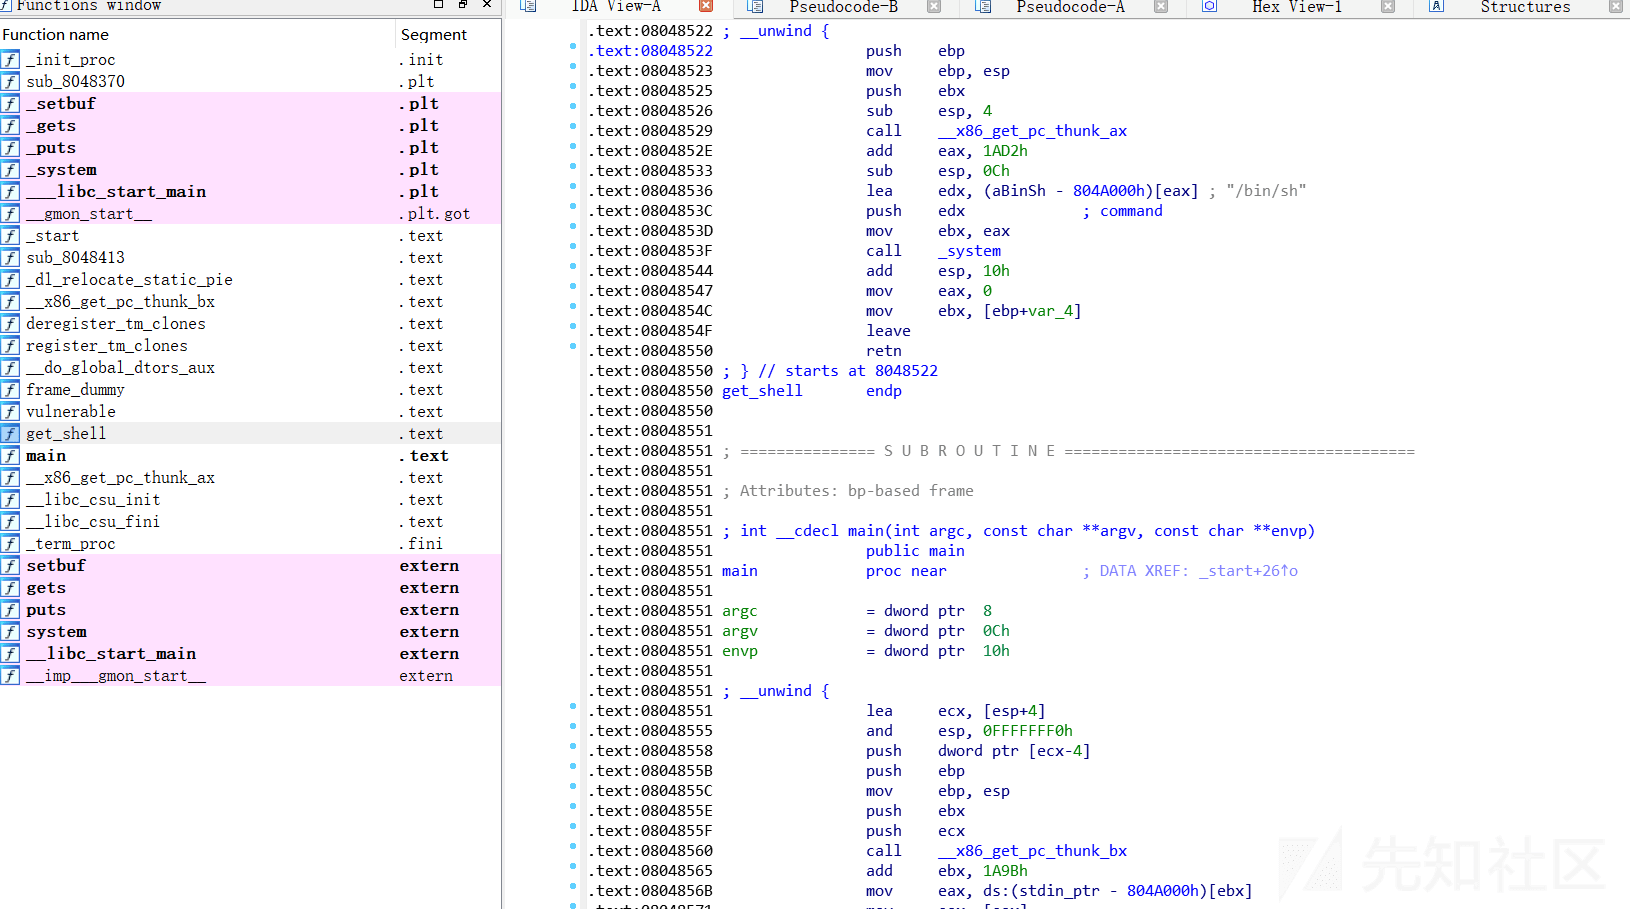 Functions window
Function name Segment
_init_proc .init
sub_8048370 .plt
_setbuf .plt
_gets .plt
_puts .plt
_system .plt
___libc_start_main .plt
__gmon_start__ .plt.got
_start .text
sub_8048413 .text
_dl_relocate_static_pie .text
__x86_get_pc_thunk_bx .text
deregister_tm_clones .text
register_tm_clones .text
__do_global_dtors_aux .text
frame_dummy .text
vulnerable .text
get_shell .text
main .text
__x86_get_pc_thunk_ax .text
__libc_csu_init .text
__libc_csu_fini .text
_term_proc .fini
setbuf extern
gets extern
puts extern
system extern
__libc_start_main extern
__imp___gmon_start__ extern
IDA View-A Pseudocode-B Pseudocode-A Hex View-1 Structures
.text:08048522 ; __unwind {
.text:08048522 push ebp
.text:08048523 mov ebp, esp
.text:08048525 push ebx
.text:08048526 sub esp, 4
.text:08048529 call __x86_get_pc_thunk_ax
.text:0804852E add eax, 1AD2h
.text:08048533 sub esp, 0Ch
.text:08048536 lea edx, (aBinSh - 804A000h)[eax] ; "/bin/sh"
.text:0804853C push edx ; command
.text:0804853D mov ebx, eax
.text:0804853F call _system
.text:08048544 add esp, 10h
.text:08048547 mov eax, 0
.text:0804854C mov ebx, [ebp+var_4]
.text:0804854F leave
.text:08048550 retn
.text:08048550 ; } // starts at 8048522
.text:08048550 get_shell endp
.text:08048550
.text:08048551
.text:08048551 ; =============== S U B R O U T I N E =======================================
.text:08048551
.text:08048551 ; Attributes: bp-based frame
.text:08048551
.text:08048551 ; int __cdecl main(int argc, const char **argv, const char **envp)
.text:08048551 public main
.text:08048551 main proc near ; DATA XREF: _start+26↑o
.text:08048551
.text:08048551 argc = dword ptr 8
.text:08048551 argv = dword ptr 0Ch
.text:08048551 envp = dword ptr 10h
.text:08048551
.text:08048551 ; __unwind {
.text:08048551 lea ecx, [esp+4]
.text:08048555 and esp, 0FFFFFFF0h
.text:08048558 push dword ptr [ecx-4]
.text:0804855B push ebp
.text:0804855C mov ebp, esp
.text:0804855E push ebx
.text:0804855F push ecx
.text:08048560 call __x86_get_pc_thunk_bx
.text:08048565 add ebx, 1A9Bh
.text:0804856B mov eax, ds:(stdin_ptr - 804A000h)[ebx]
先知社区